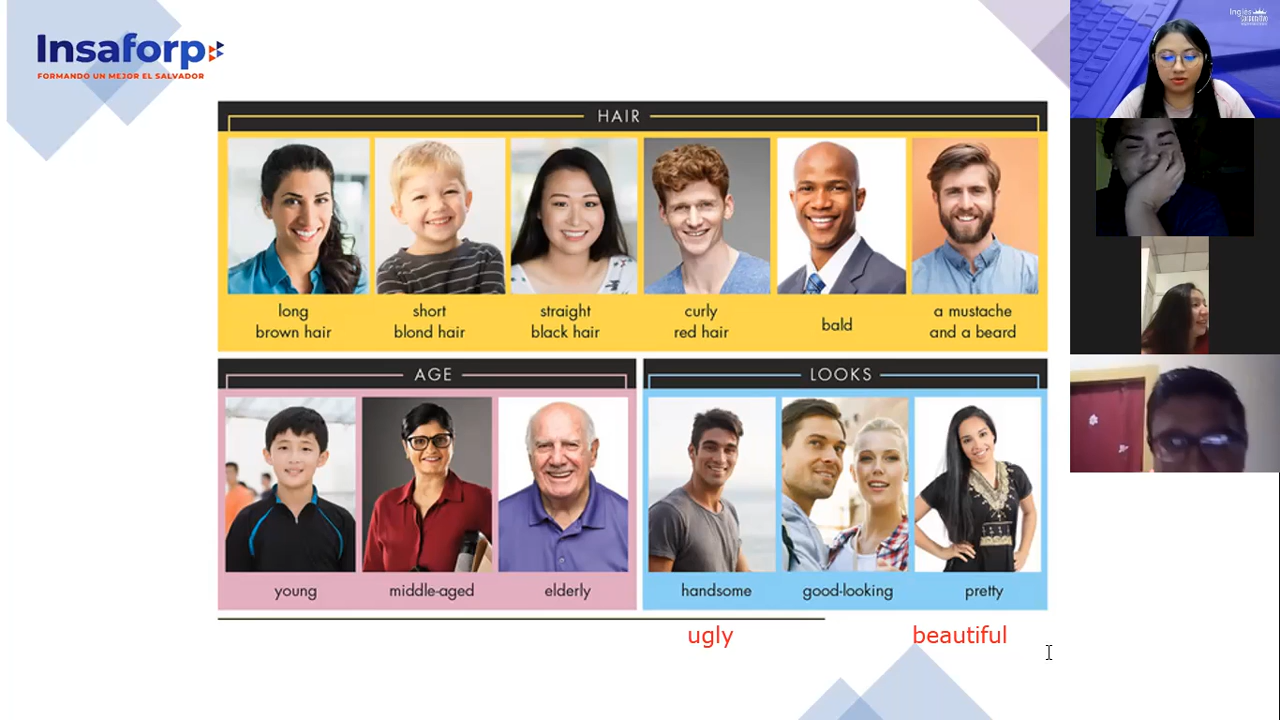 Insaforp
FORMANDO UN MEJOR EL SALVADOR
HAIR
long
brown hair
short
blond hair
straight
black hair
curly
red hair
bald
a mustache
and a beard
AGE
young
middle-aged
elderly
LOOKS
handsome
good-looking
pretty
ugly
beautiful
Inglés